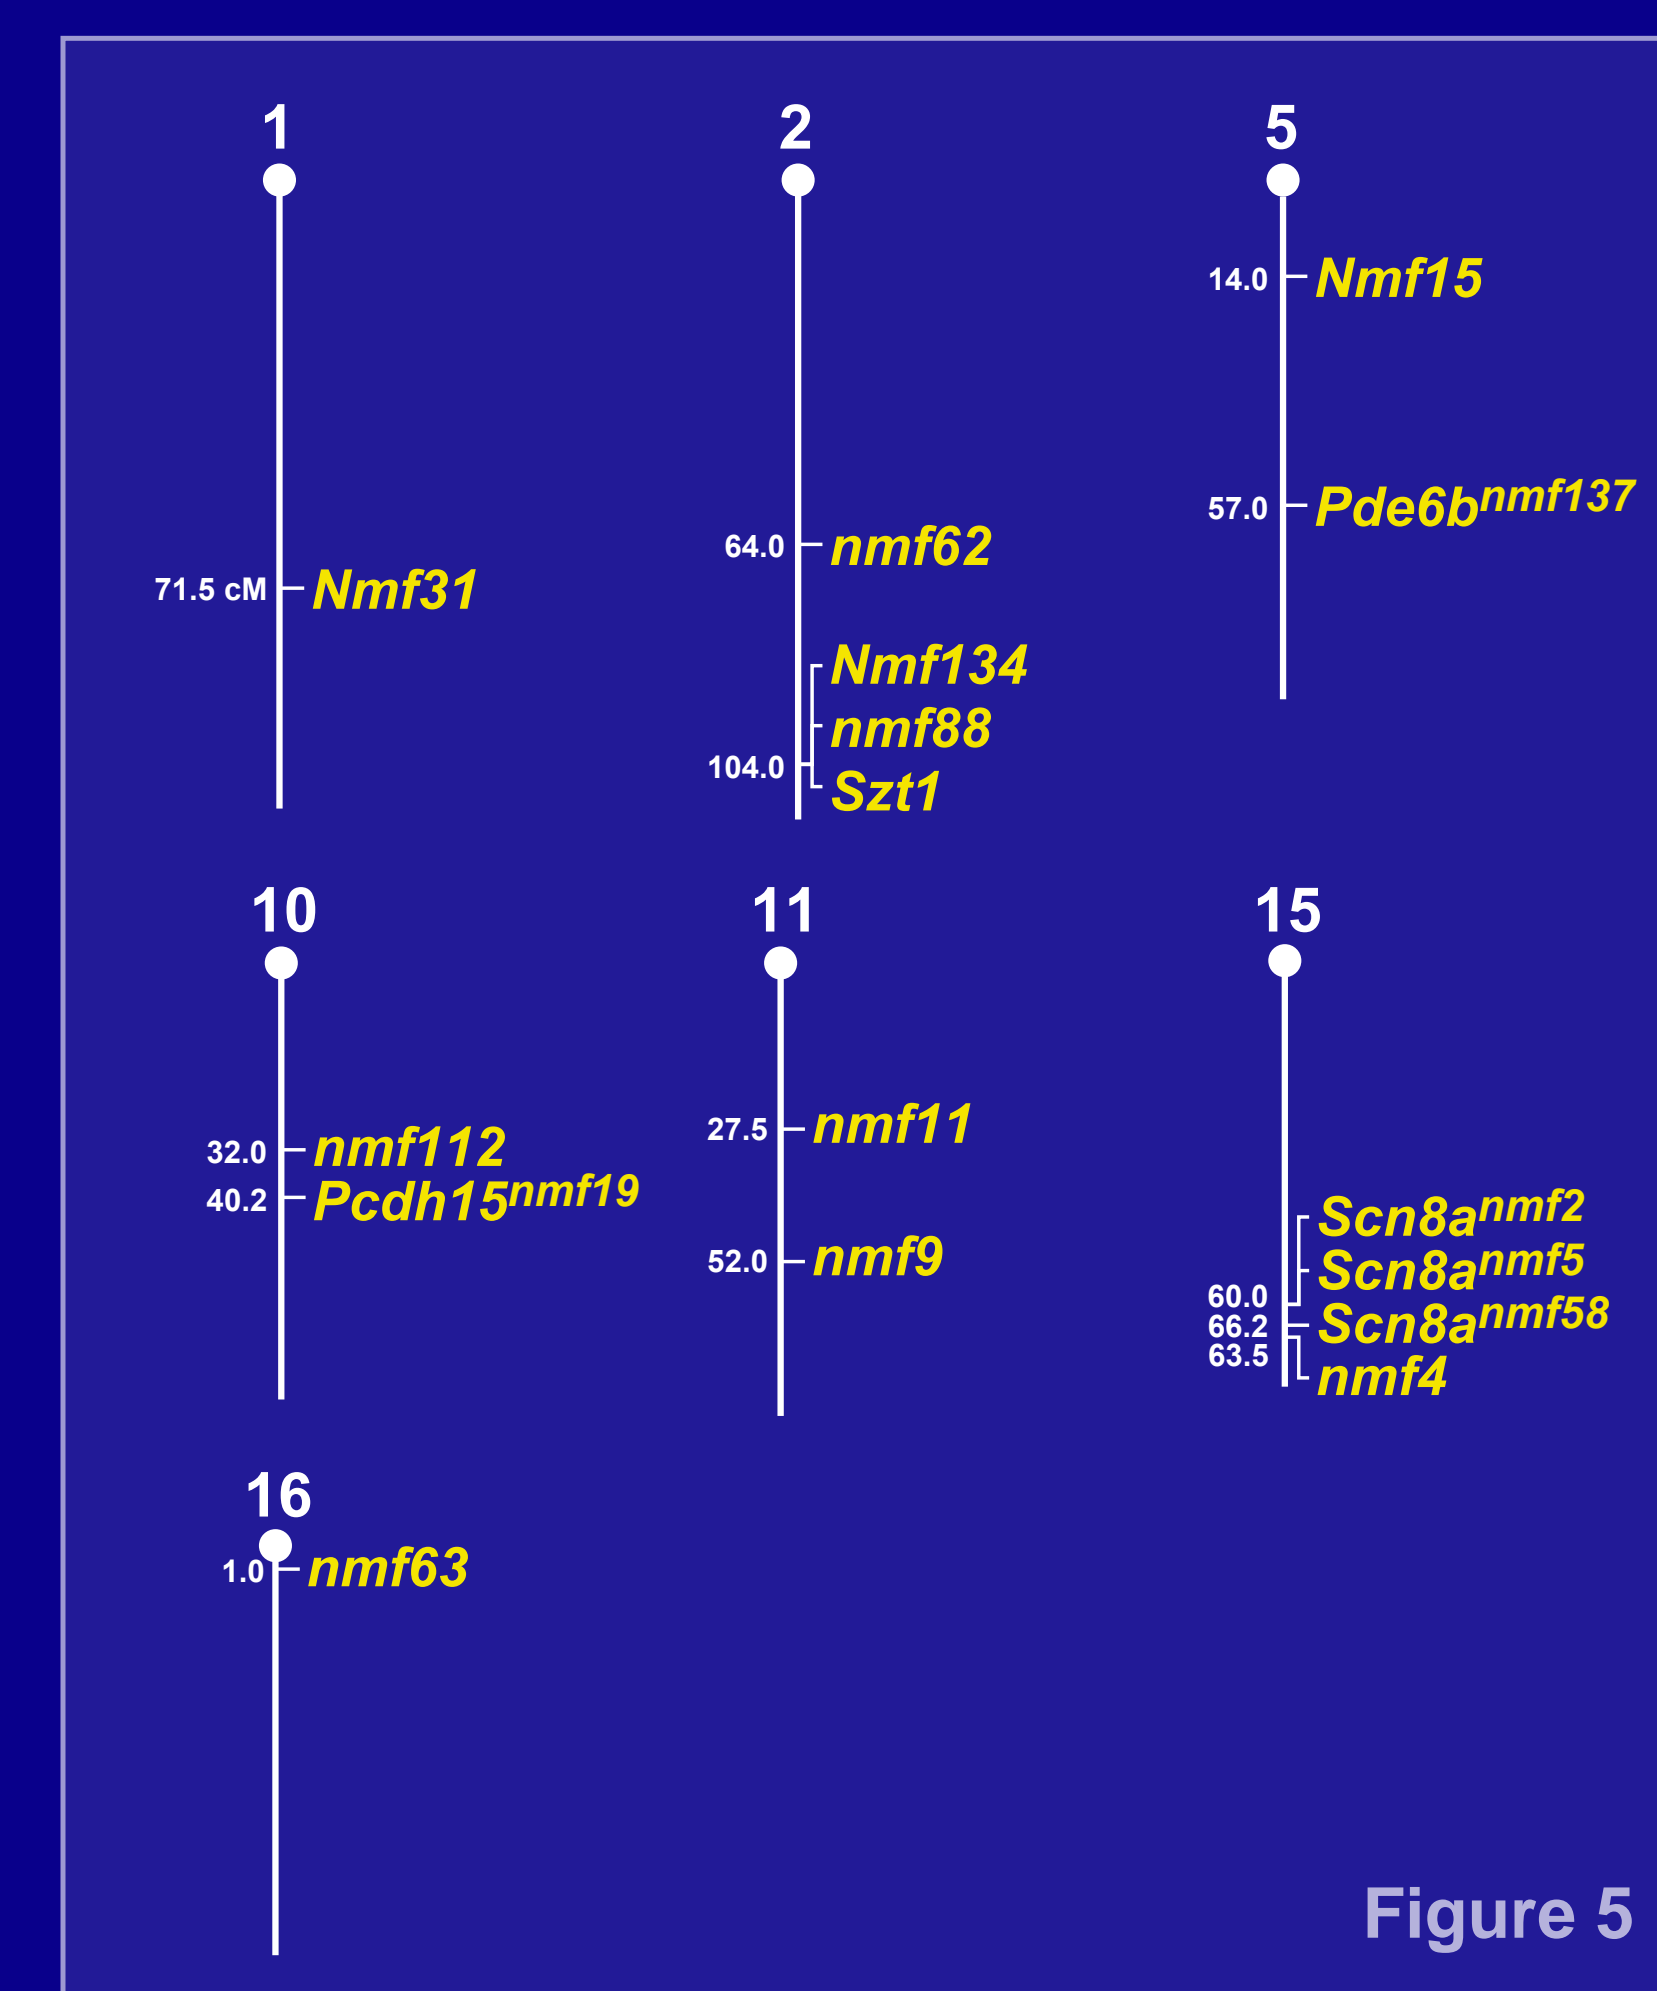 1
71.5 cM Nmf31
2
64.0 nmf62
Nmf134
nmf88
104.0
Szt1
5
14.0 Nmf15
57.0 Pde6bnmf137
10
32.0 nmf112
40.2 Pcdh15nmf19
11
27.5 nmf11
52.0 nmf9
15
Scn8anmf2
Scn8anmf5
60.0
66.2 Scn8anmf58
63.5
nmf4
16
1.0 nmf63
Figure 5